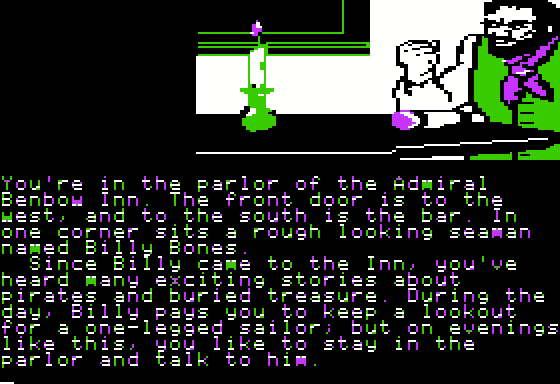 You're in the parlor of the Admiral
Benbow Inn. The front door is to the
west, and to the south is the bar. In
one corner sits a rough looking seaman
named Billy Bones.
Since Billy came to the Inn, you've
heard many exciting stories about
pirates and buried treasure. During the
day, Billy pays you to keep a lookout
for a one-legged sailor; but on evenings
like this, you like to stay in the
parlor and talk to him.